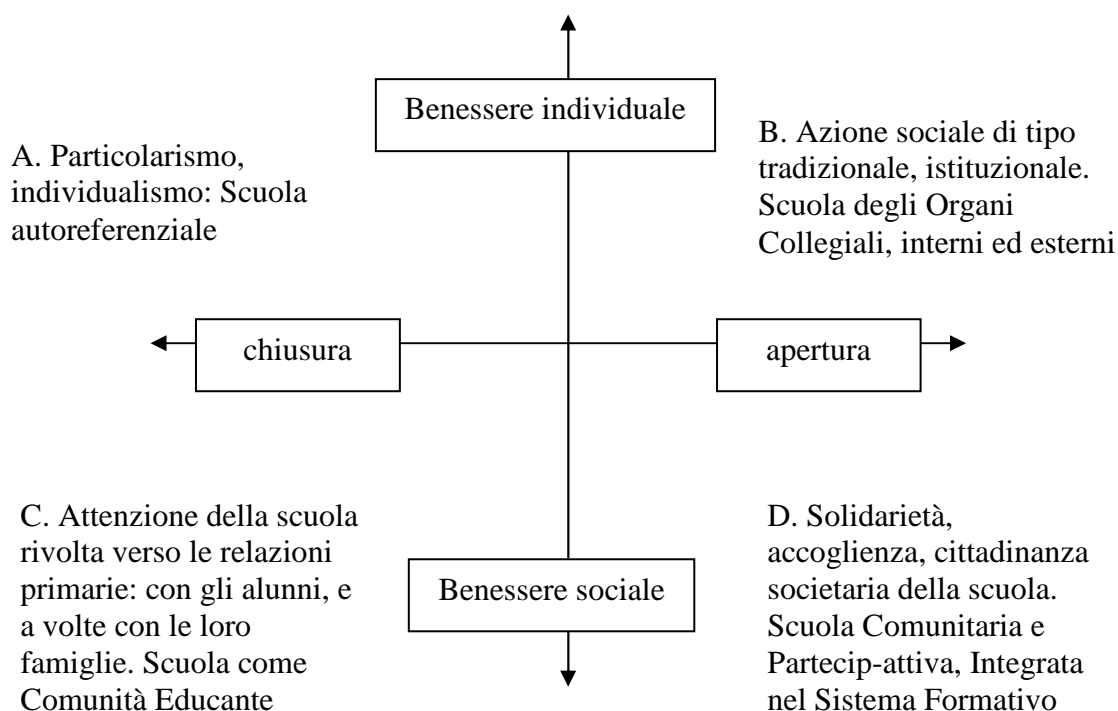 Benessere individuale
A. Particolarismo,
individualismo: Scuola
autoreferenziale
B. Azione sociale di tipo
tradizionale, istituzionale.
Scuola degli Organi
Collegiali, interni ed esterni
chiusura
apertura
C. Attenzione della scuola
rivolta verso le relazioni
primarie: con gli alunni, e
a volte con le loro
famiglie. Scuola come
Comunità Educante
Benessere sociale
D. Solidarietà,
accoglienza, cittadinanza
societaria della scuola.
Scuola Comunitaria e
Partecip-attiva, Integrata
nel Sistema Formativo